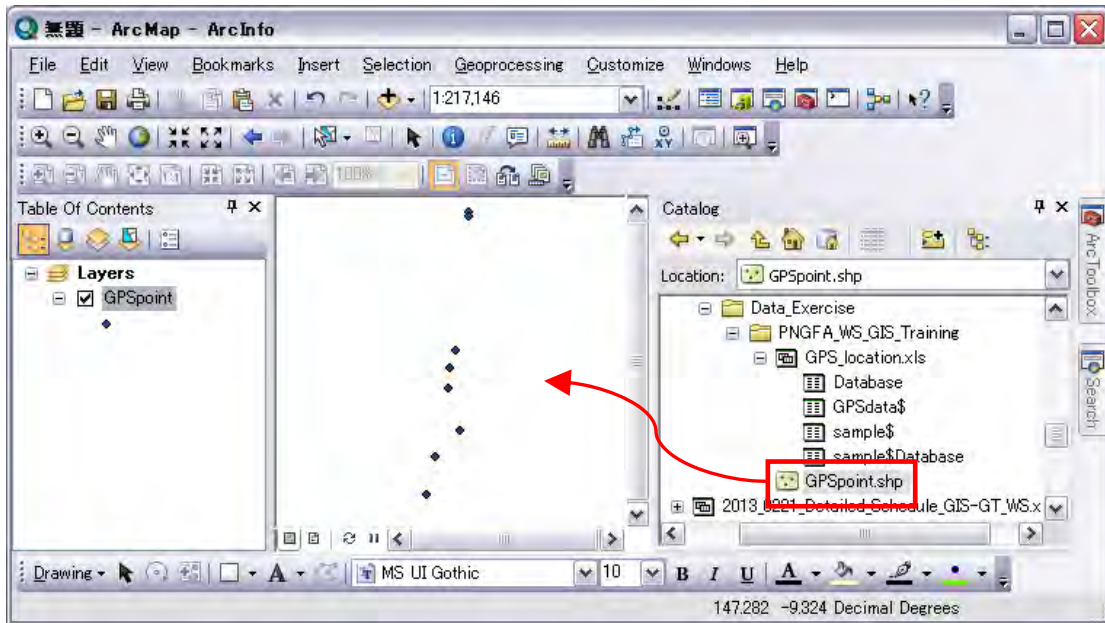 無題 - ArcMap - ArcInfo
File Edit View Bookmarks Insert Selection Geoprocessing Customize Windows Help
1:217,146
100%
Table Of Contents
Layers
GPSpoint
Catalog
Location: GPSpoint.shp
Data_Exercise
PNGFA_WS_GIS_Training
GPS_location.xls
Database
GPSdata$
sample$
sample$Database
GPSpoint.shp
2013_0221_Detailed_Schedule_GIS-GT_WS.x
ArcToolbox
Search
Drawing A MS UI Gothic 10 B I U A
147.282 -9.324 Decimal Degrees